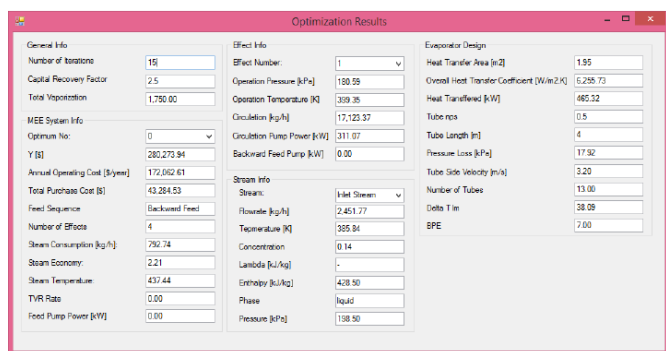 Optimization Results
General Info
Number of Iterations 15
Capital Recovery Factor 2.5
Total Vaporization 1,750.00
MEE System Info
Optimum No: 0
Y [$] 280,273.94
Annual Operating Cost [$/year] 172,062.61
Total Purchase Cost [$] 43,284.53
Feed Sequence Backward Feed
Number of Effects 4
Steam Consumption [kg/h]: 792.74
Steam Economy: 2.21
Steam Temperature: 437.44
TVR Rate 0.00
Feed Pump Power [kW] 0.00
Effect Info
Effect Number: 1
Operation Pressure [kPa] 180.59
Operation Temperature [K] 399.35
Circulation [kg/h] 17,123.37
Circulation Pump Power [kW] 311.07
Backward Feed Pump [kW] 0.00
Stream Info
Stream: Inlet Stream
Flowrate [kg/h] 2,451.77
Tepmerature [K] 385.84
Concentration 0.14
Lambda [kJ/kg] -
Enthalpy [kJ/kg] 428.50
Phase liquid
Pressure [kPa] 198.50
Evaporator Design
Heat Transfer Area [m2] 1.95
Overall Heat Transfer Coefficient [W/m2.K] 6,255.73
Heat Transffered [kW] 465.32
Tube nps 0.5
Tube Length [m] 4
Pressure Loss [kPa] 17.92
Tube Side Velocity [m/s] 3.20
Number of Tubes 13.00
Delta T lm 38.09
BPE 7.00